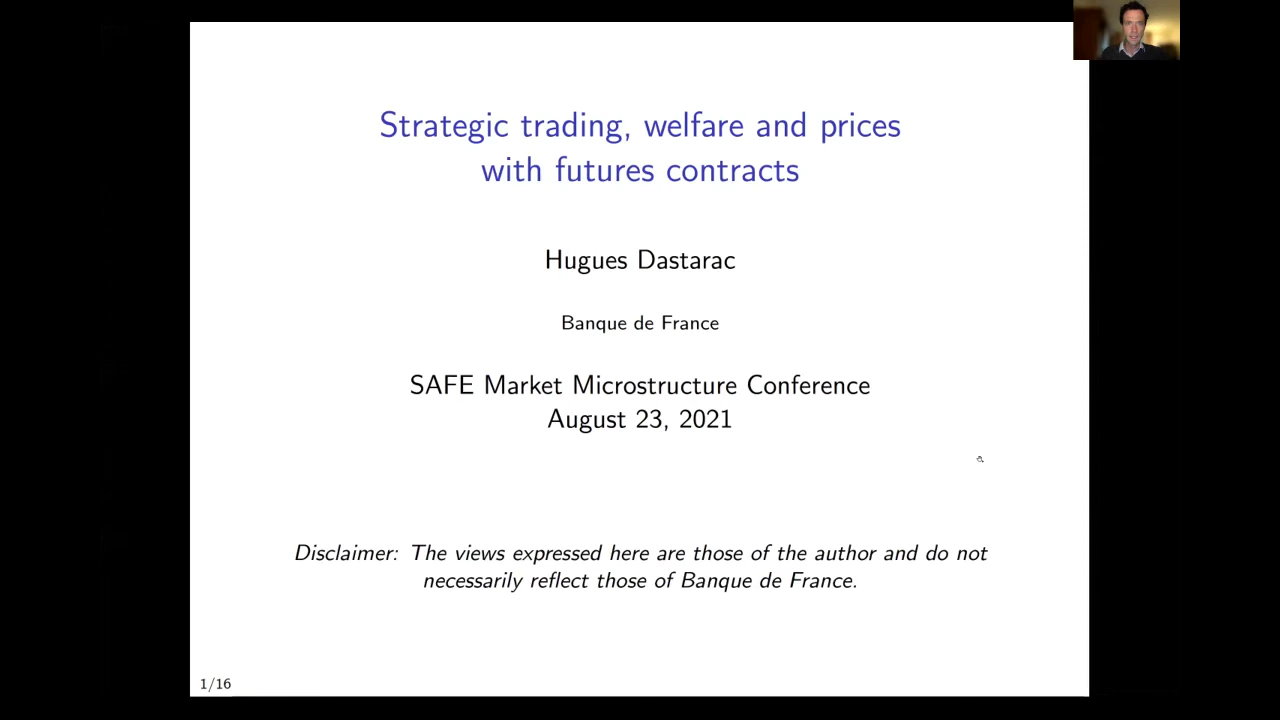 Strategic trading, welfare and prices
with futures contracts
Hugues Dastarac
Banque de France
SAFE Market Microstructure Conference
August 23, 2021
Disclaimer: The views expressed here are those of the author and do not
necessarily reflect those of Banque de France.
1/16